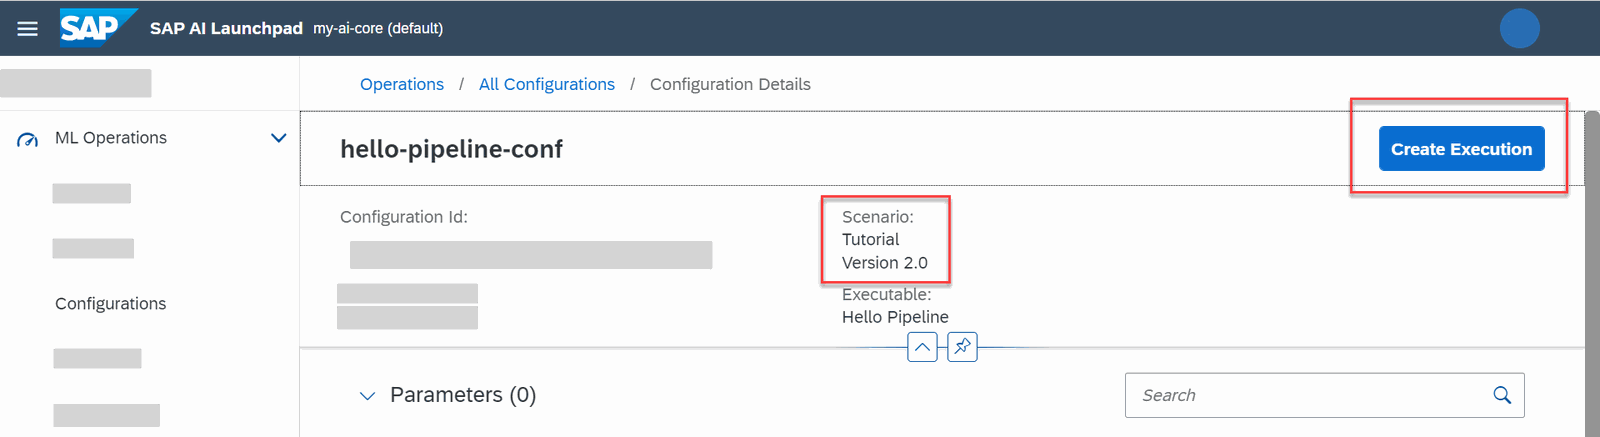 SAP SAP AI Launchpad my-ai-core (default)
Operations / All Configurations / Configuration Details
ML Operations
hello-pipeline-conf
Create Execution
Configuration Id:
Scenario:
Tutorial
Version 2.0
Configurations
Executable:
Hello Pipeline
Parameters (0)
Search